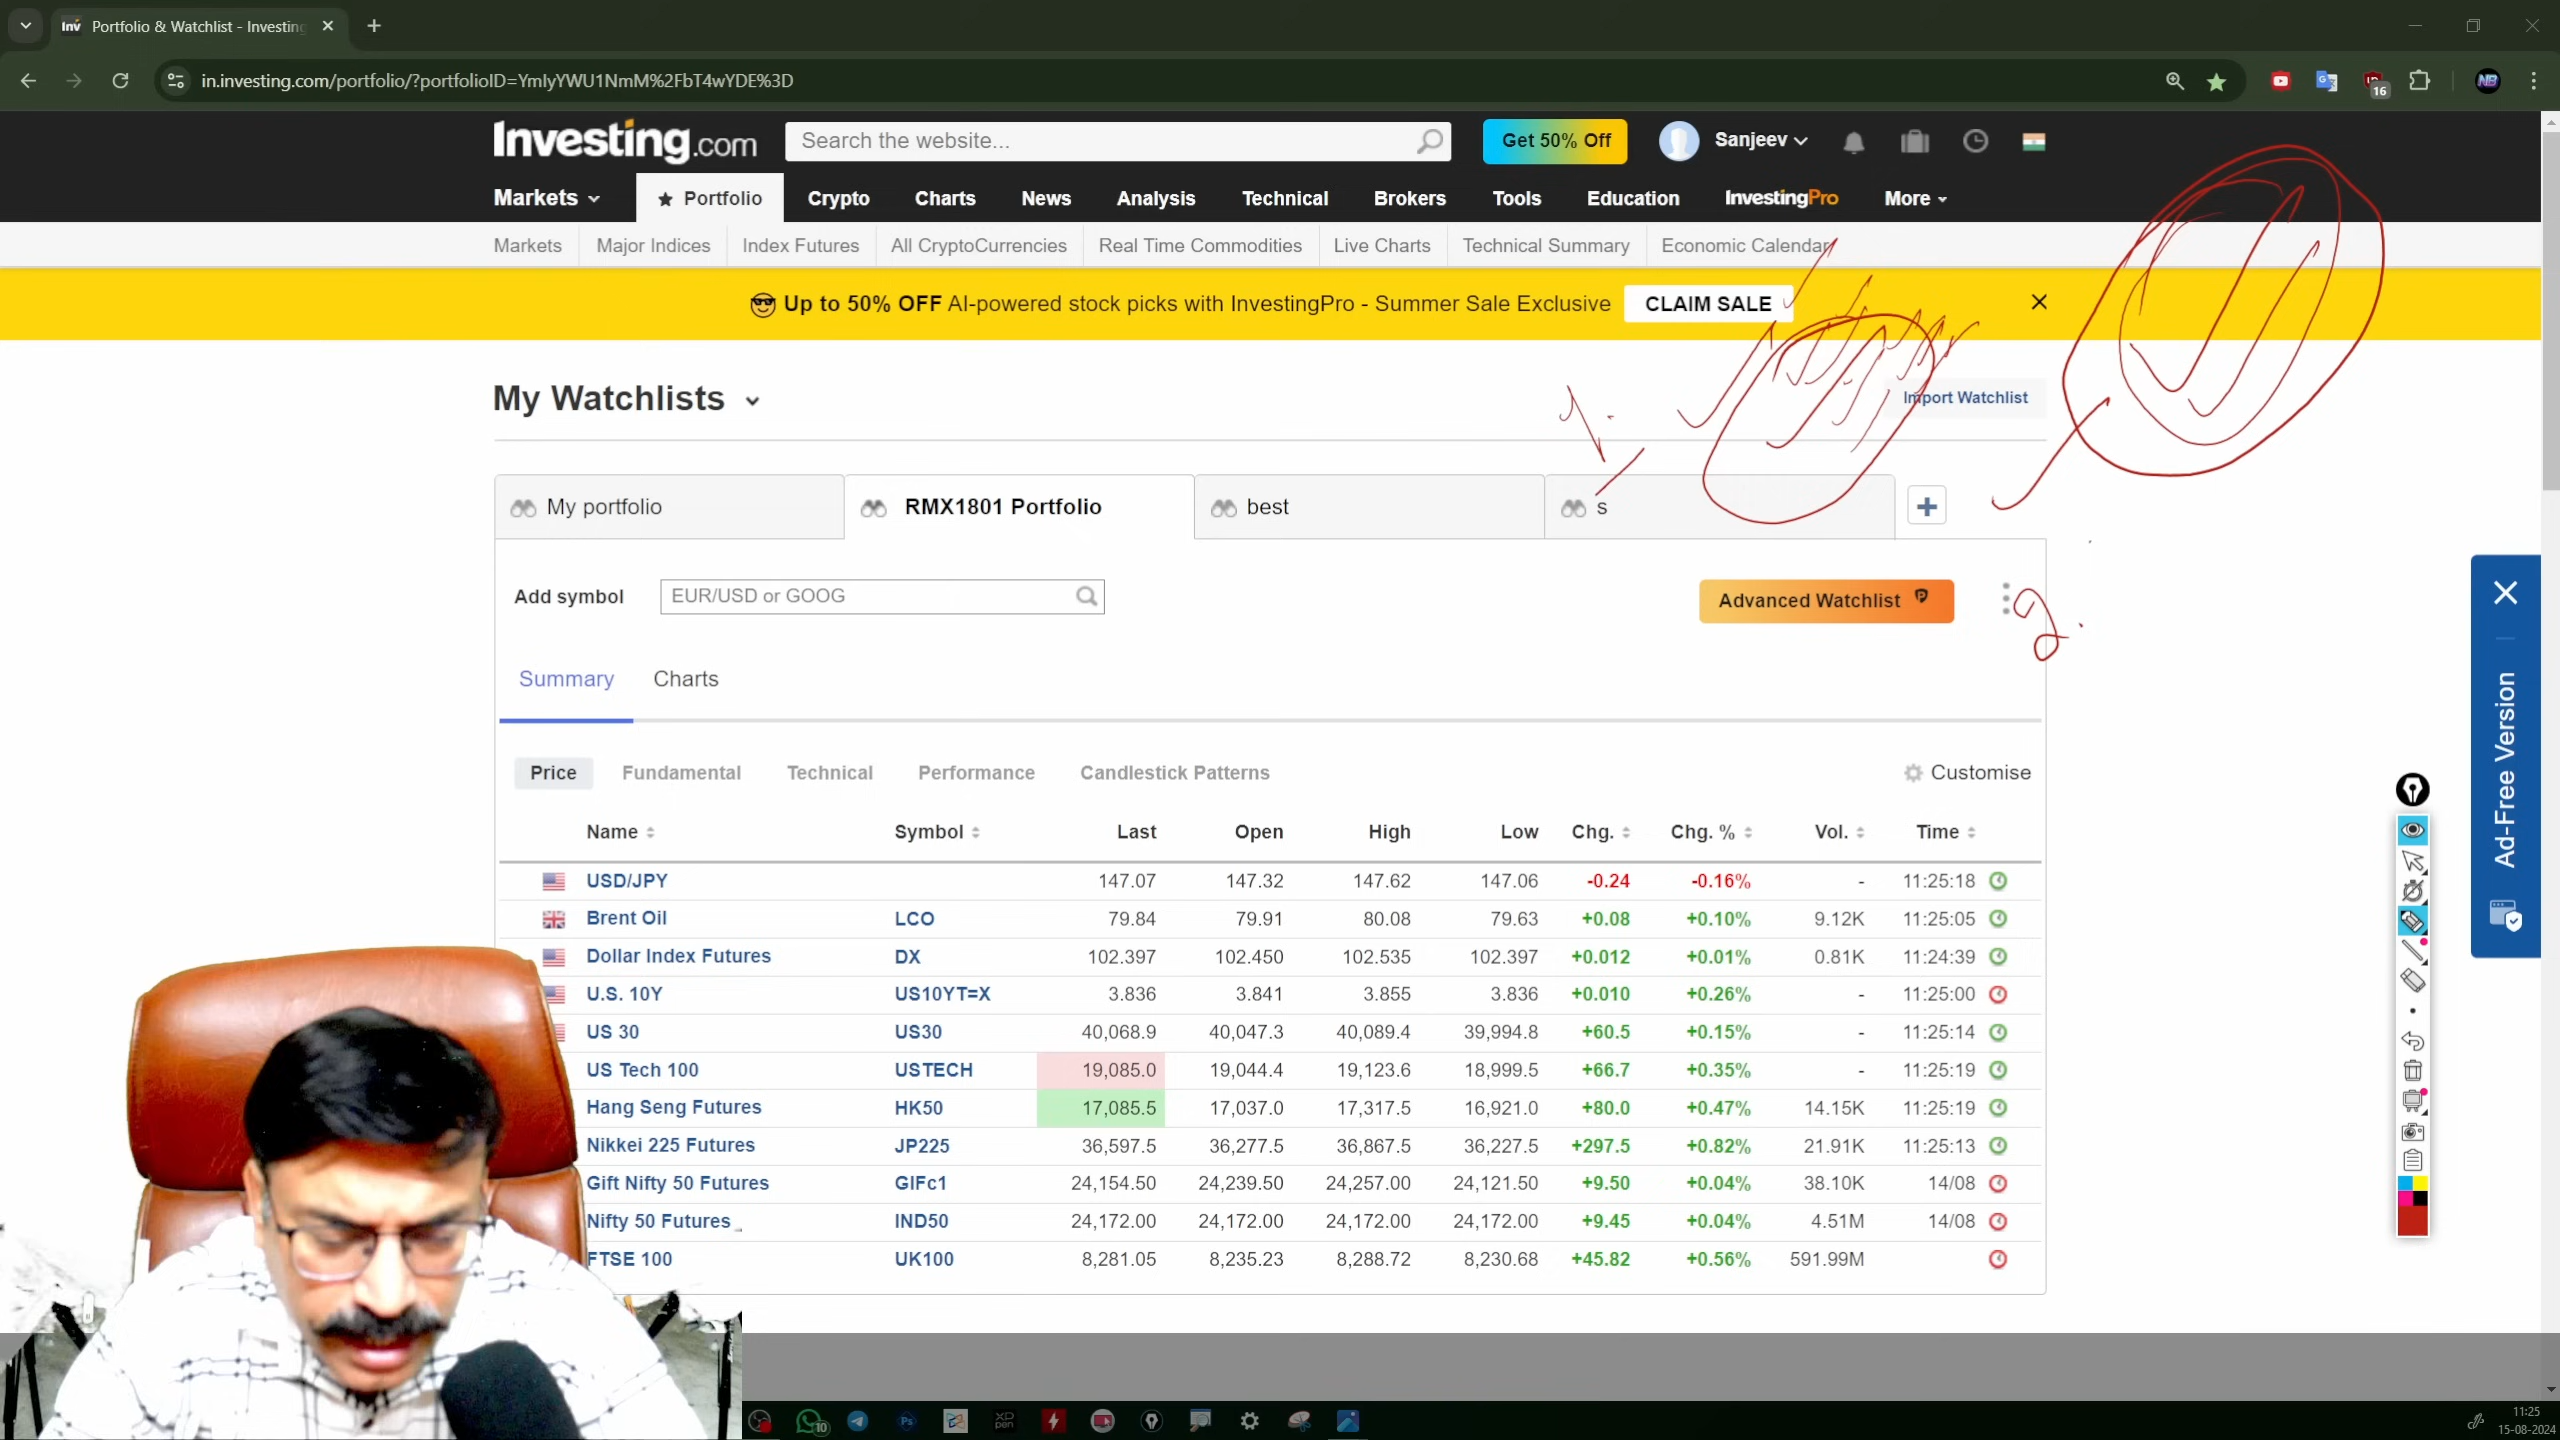 Portfolio & Watchlist - Investing
in.investing.com/portfolio/?portfolioID=YmIyYWU1NmM%2FbT4wYDE%3D
16
NB
Investing.com
Search the website...
Get 50% Off
Sanjeev
Markets
Portfolio
Crypto
Charts
News
Analysis
Technical
Brokers
Tools
Education
InvestingPro
More
Markets
Major Indices
Index Futures
All CryptoCurrencies
Real Time Commodities
Live Charts
Technical Summary
Economic Calendar
Up to 50% OFF AI-powered stock picks with InvestingPro - Summer Sale Exclusive
CLAIM SALE
My Watchlists
Import Watchlist
My portfolio
RMX1801 Portfolio
best
s
Add symbol
EUR/USD or GOOG
Advanced Watchlist
2.
Summary
Charts
Price
Fundamental
Technical
Performance
Candlestick Patterns
Customise
Name Symbol Last Open High Low Chg. Chg. % Vol. Time
USD/JPY 147.07 147.32 147.62 147.06 -0.24 -0.16% - 11:25:18
Brent Oil LCO 79.84 79.91 80.08 79.63 +0.08 +0.10% 9.12K 11:25:05
Dollar Index Futures DX 102.397 102.450 102.535 102.397 +0.012 +0.01% 0.81K 11:24:39
U.S. 10Y US10YT=X 3.836 3.841 3.855 3.836 +0.010 +0.26% - 11:25:00
US 30 US30 40,068.9 40,047.3 40,089.4 39,994.8 +60.5 +0.15% - 11:25:14
US Tech 100 USTECH 19,085.0 19,044.4 19,123.6 18,999.5 +66.7 +0.35% - 11:25:19
Hang Seng Futures HK50 17,085.5 17,037.0 17,317.5 16,921.0 +80.0 +0.47% 14.15K 11:25:19
Nikkei 225 Futures JP225 36,597.5 36,277.5 36,867.5 36,227.5 +297.5 +0.82% 21.91K 11:25:13
Gift Nifty 50 Futures GIFc1 24,154.50 24,239.50 24,257.00 24,121.50 +9.50 +0.04% 38.10K 14/08
Nifty 50 Futures IND50 24,172.00 24,172.00 24,172.00 24,172.00 +9.45 +0.04% 4.51M 14/08
FTSE 100 UK100 8,281.05 8,235.23 8,288.72 8,230.68 +45.82 +0.56% 591.99M
Ad-Free Version
10
Ps
XP
pen
11:25
15-08-2024